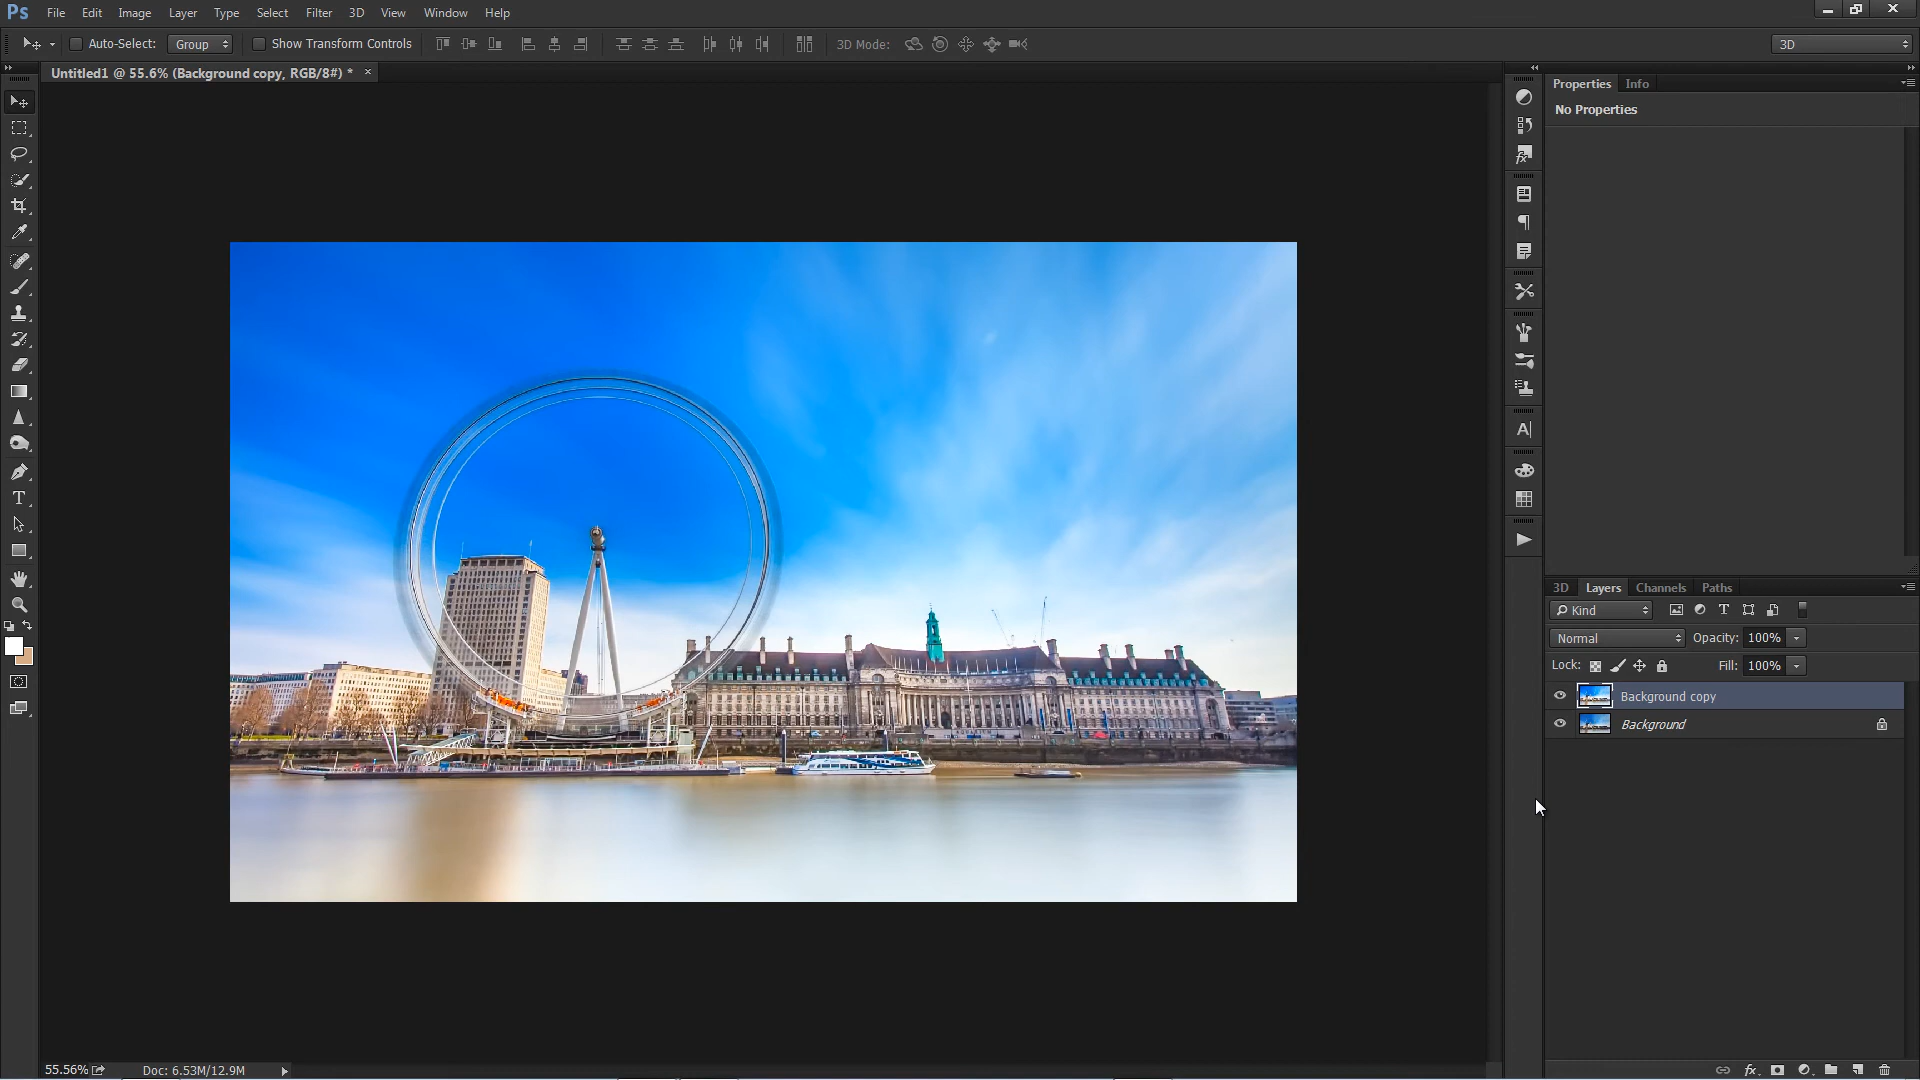 Ps File Edit Image Layer Type Select Filter 3D View Window Help
Auto-Select: Group Show Transform Controls 3D Mode: 3D
Untitled1 @ 55.6% (Background copy, RGB/8#) * ×
Properties Info
No Properties
3D Layers Channels Paths
Kind
Normal Opacity: 100%
Lock: Fill: 100%
Background copy
Background
55.56% Doc: 6.53M/12.9M